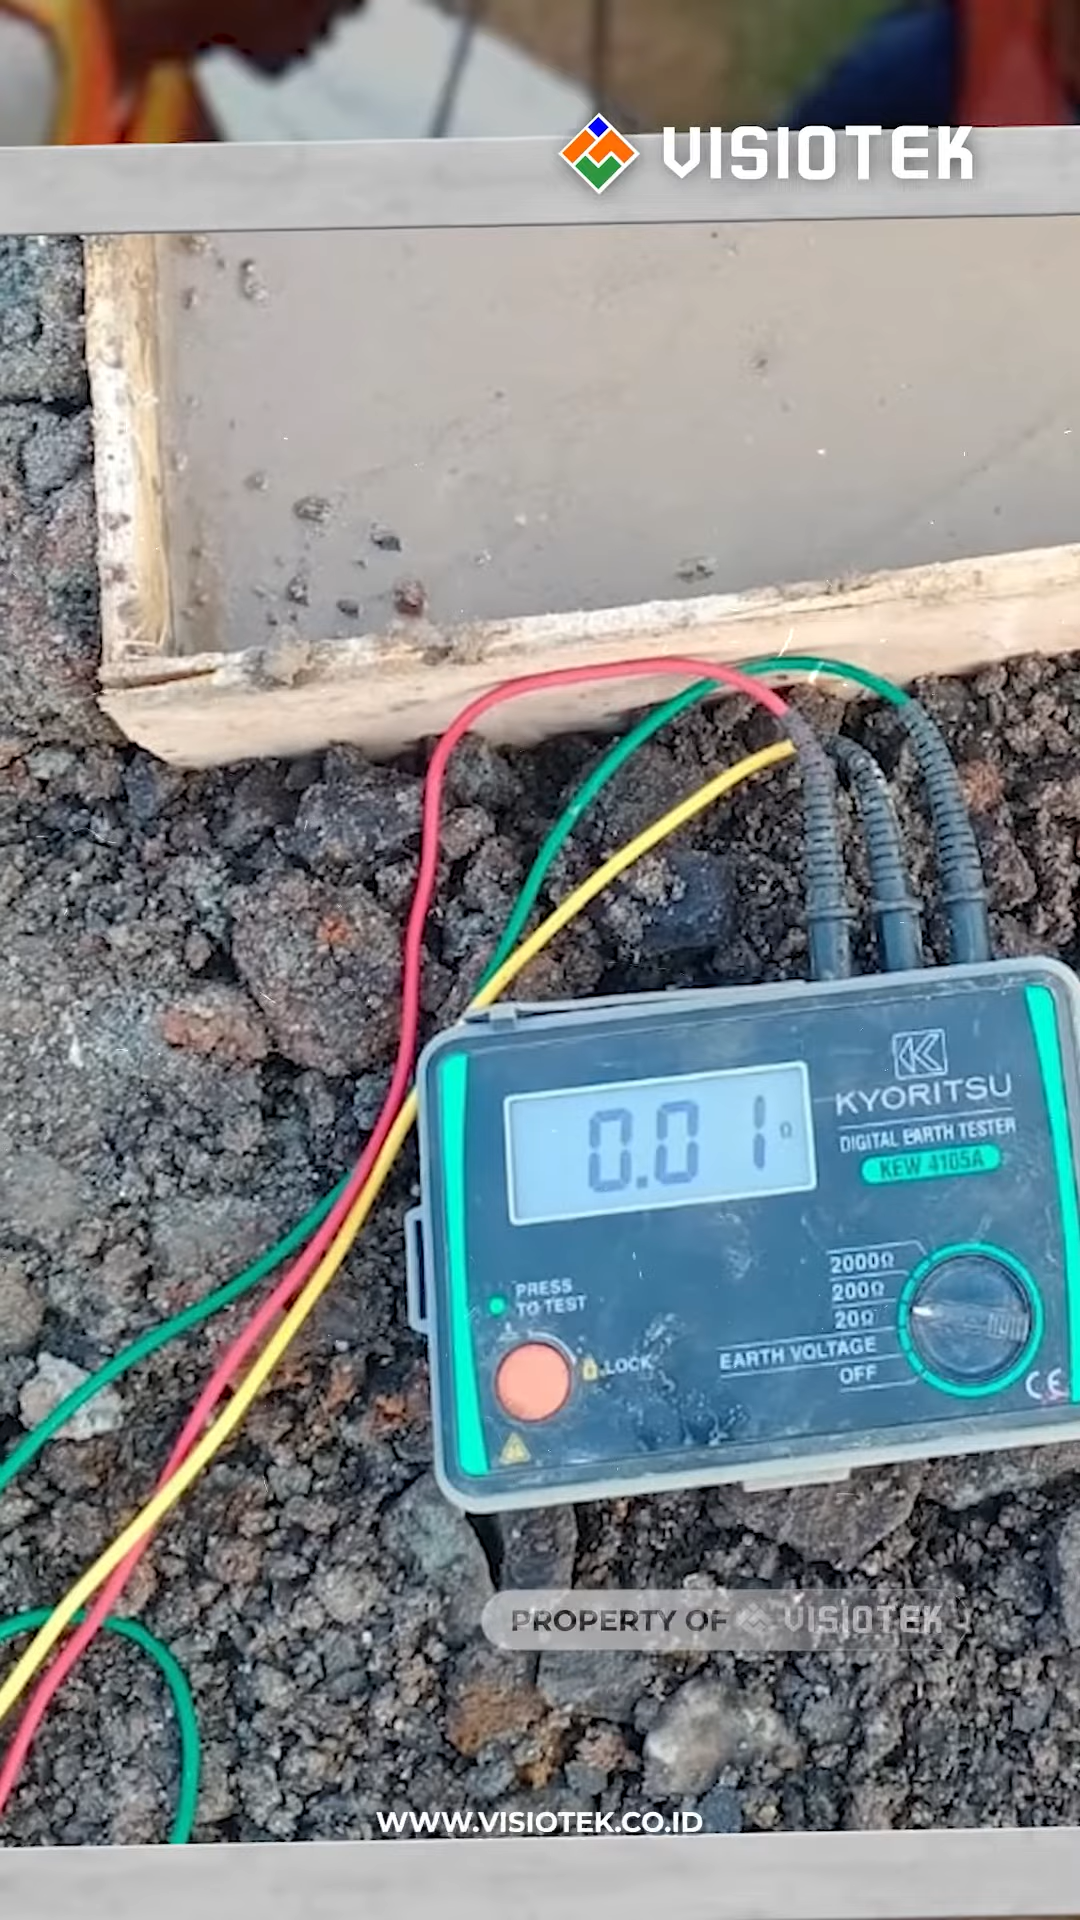 VISIOTEK
0.01 Ω
KYORITSU
DIGITAL EARTH TESTER
KEW 4105A
2000Ω
200Ω
20Ω
EARTH VOLTAGE
OFF
PRESS
TO TEST
LOCK
CE
PROPERTY OF VISIOTEK
WWW.VISIOTEK.CO.ID